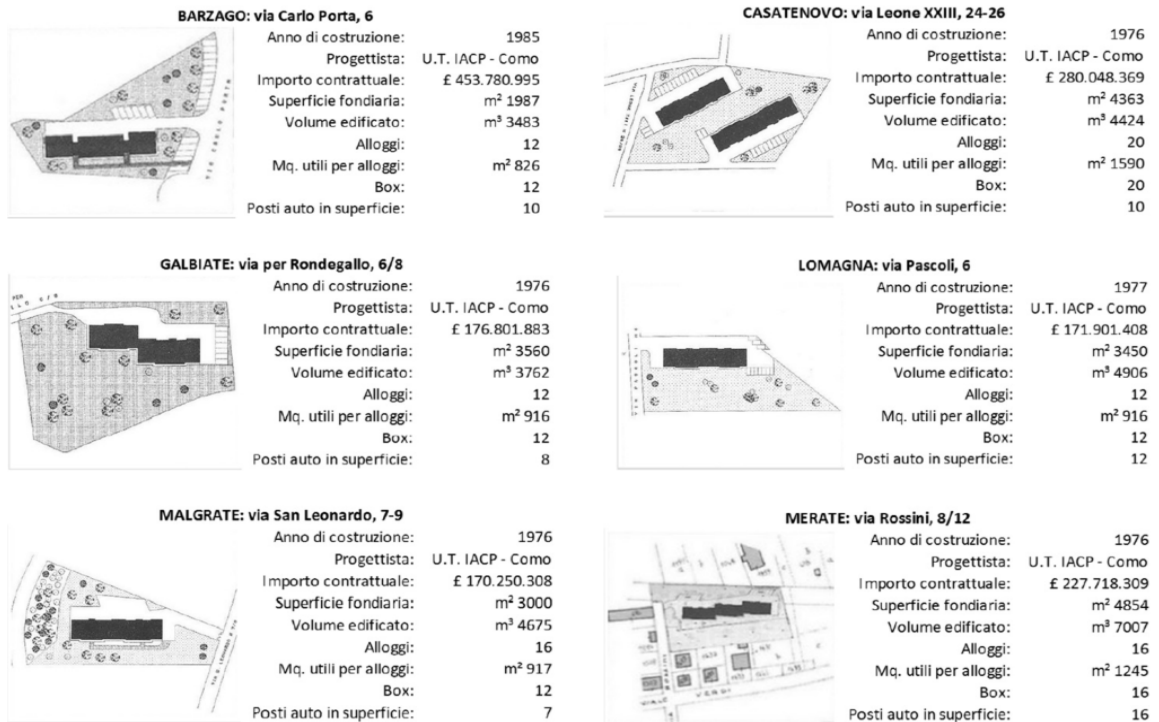 BARZAGO: via Carlo Porta, 6
Anno di costruzione: 1985
Progettista: U.T. IACP - Como
Importo contrattuale: £ 453.780.995
Superficie fondiaria: m² 1987
Volume edificato: m³ 3483
Alloggi: 12
Mq. utili per alloggi: m² 826
Box: 12
Posti auto in superficie: 10
VIA CARLO PORTA
CASATENOVO: via Leone XXIII, 24-26
Anno di costruzione: 1976
Progettista: U.T. IACP - Como
Importo contrattuale: £ 280.048.369
Superficie fondiaria: m² 4363
Volume edificato: m³ 4424
Alloggi: 20
Mq. utili per alloggi: m² 1590
Box: 20
Posti auto in superficie: 10
GALBIATE: via per Rondegallo, 6/8
Anno di costruzione: 1976
Progettista: U.T. IACP - Como
Importo contrattuale: £ 176.801.883
Superficie fondiaria: m² 3560
Volume edificato: m³ 3762
Alloggi: 12
Mq. utili per alloggi: m² 916
Box: 12
Posti auto in superficie: 8
PER
LOMAGNA: via Pascoli, 6
Anno di costruzione: 1977
Progettista: U.T. IACP - Como
Importo contrattuale: £ 171.901.408
Superficie fondiaria: m² 3450
Volume edificato: m³ 4906
Alloggi: 12
Mq. utili per alloggi: m² 916
Box: 12
Posti auto in superficie: 12
MALGRATE: via San Leonardo, 7-9
Anno di costruzione: 1976
Progettista: U.T. IACP - Como
Importo contrattuale: £ 170.250.308
Superficie fondiaria: m² 3000
Volume edificato: m³ 4675
Alloggi: 16
Mq. utili per alloggi: m² 917
Box: 12
Posti auto in superficie: 7
MERATE: via Rossini, 8/12
Anno di costruzione: 1976
Progettista: U.T. IACP - Como
Importo contrattuale: £ 227.718.309
Superficie fondiaria: m² 4854
Volume edificato: m³ 7007
Alloggi: 16
Mq. utili per alloggi: m² 1245
Box: 16
Posti auto in superficie: 16
VIALE
VERDI